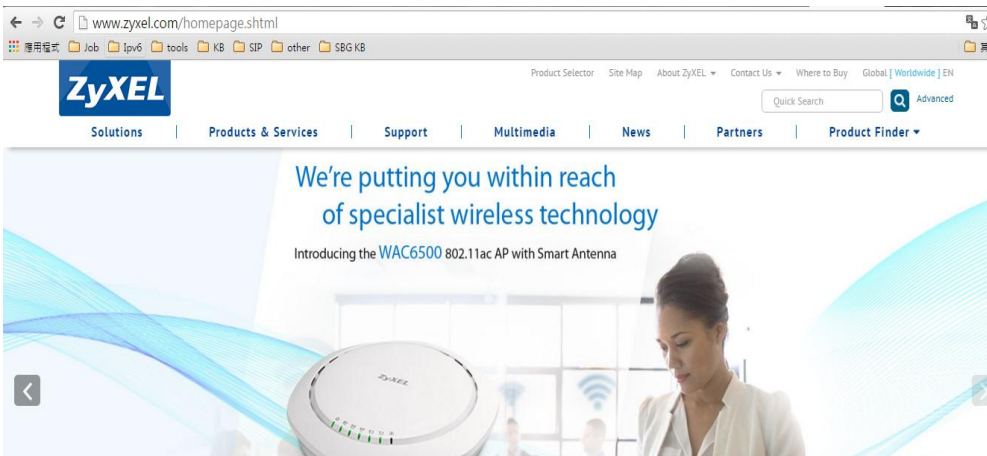 www.zyxel.com/homepage.shtml
應用程式 Job Ipv6 tools KB SIP other SBG KB
Product Selector Site Map About ZyXEL Contact Us Where to Buy Global [ Worldwide ] EN
ZyXEL
Quick Search Advanced
Solutions | Products & Services | Support | Multimedia | News | Partners | Product Finder
We're putting you within reach
of specialist wireless technology
Introducing the WAC6500 802.11ac AP with Smart Antenna
ZyXEL